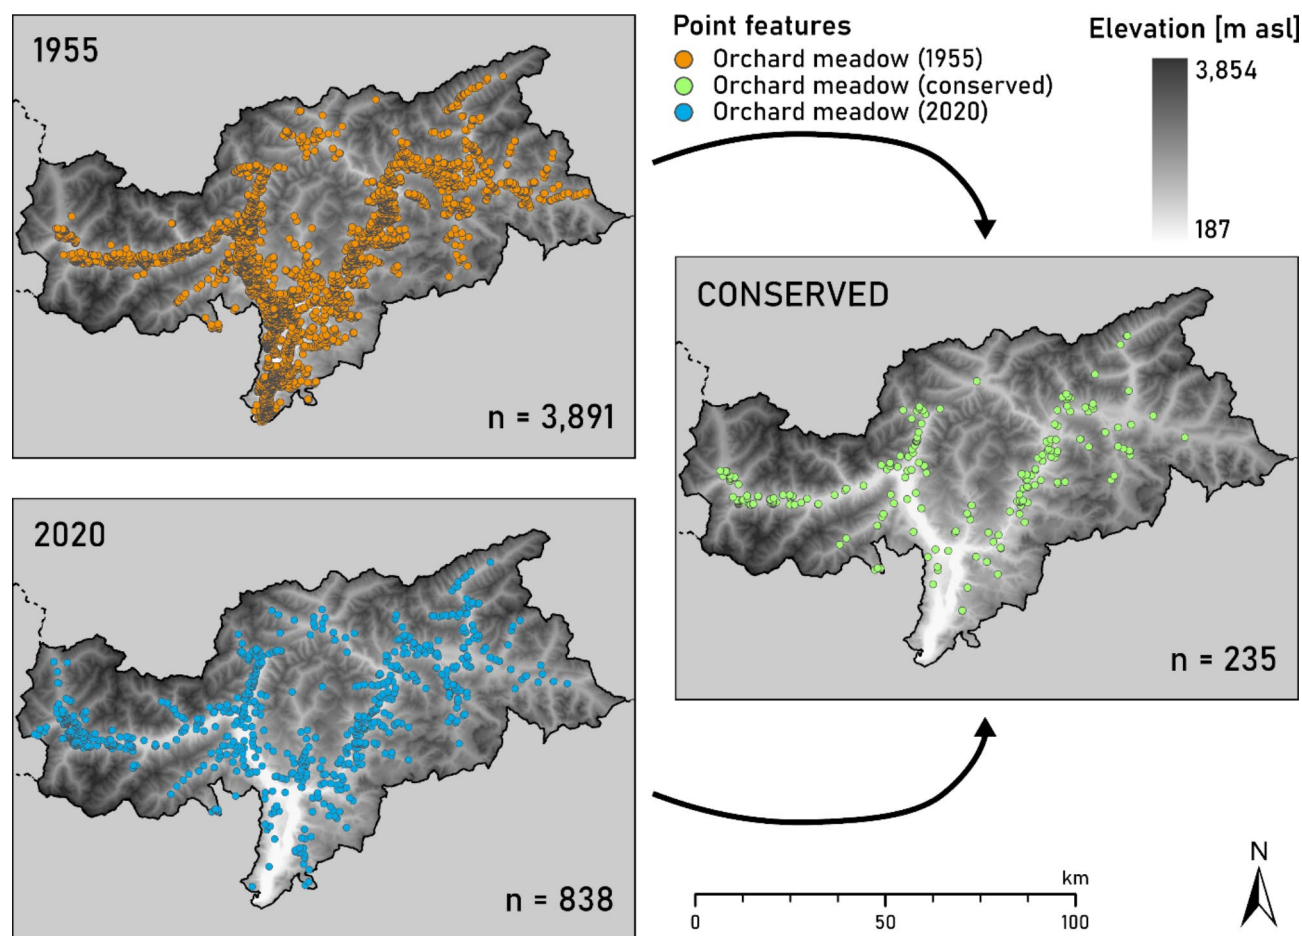 1955
n = 3,891
Point features
Orchard meadow (1955)
Orchard meadow (conserved)
Orchard meadow (2020)
Elevation [m asl]
3,854
187
CONSERVED
n = 235
2020
n = 838
km
0
50
100
N